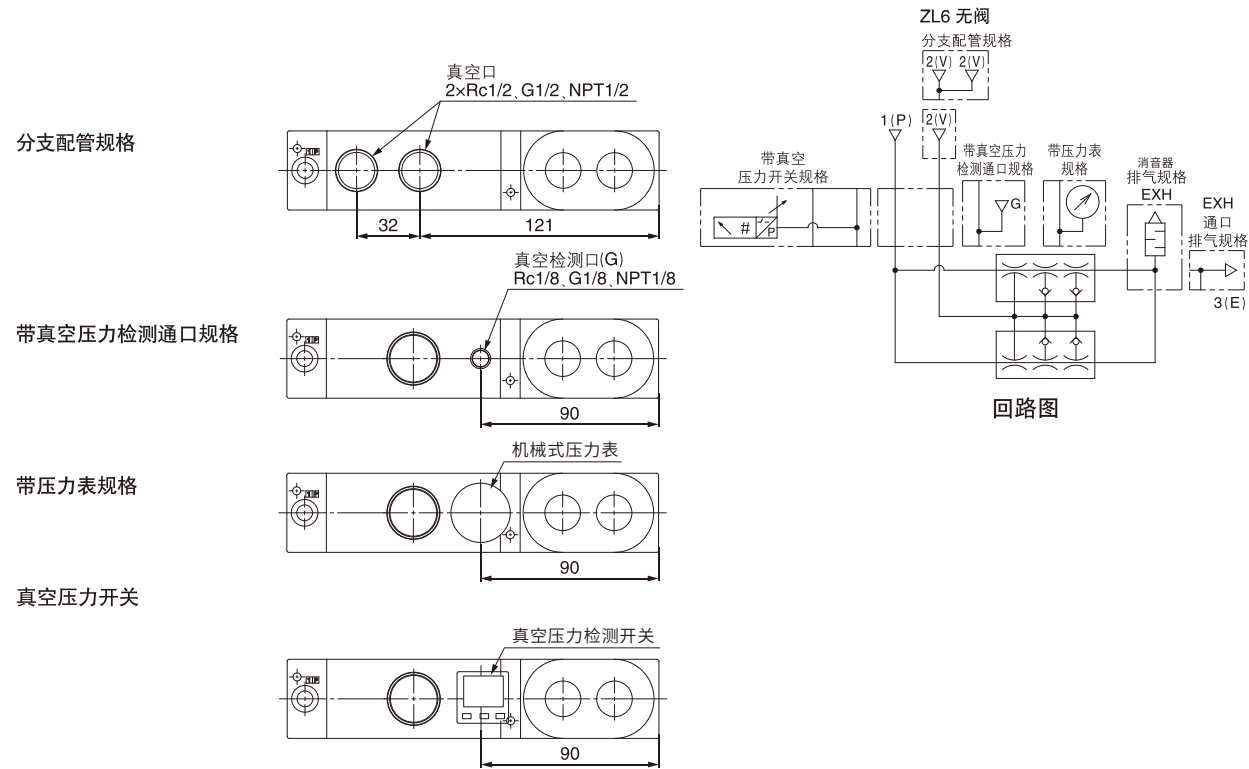 分支配管规格
真空口
2×Rc1/2、G1/2、NPT1/2
32
121
带真空压力检测通口规格
真空检测口(G)
Rc1/8、G1/8、NPT1/8
90
带压力表规格
机械式压力表
90
真空压力开关
真空压力检测开关
90
ZL6 无阀
分支配管规格
2(V) 2(V)
1(P)
2(V)
带真空
压力开关规格
#
P
带真空压力
检测通口规格
G
带压力表
规格
消音器
排气规格
EXH
EXH
通口
排气规格
3(E)
回路图